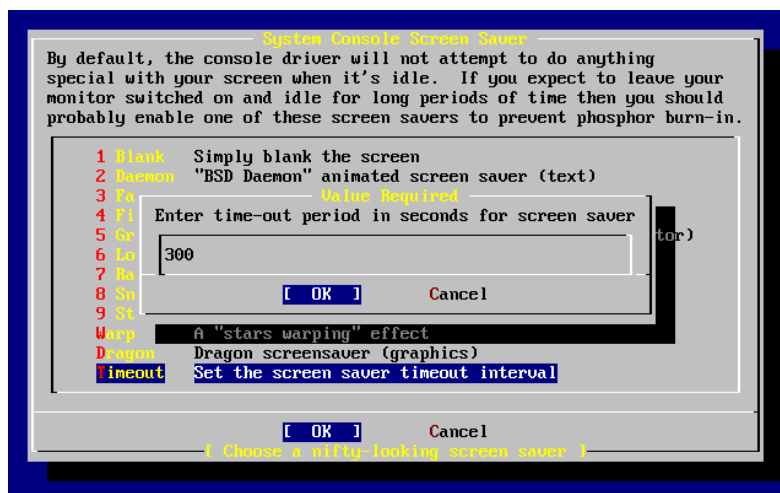 System Console Screen Saver
By default, the console driver will not attempt to do anything
special with your screen when it's idle.  If you expect to leave your
monitor switched on and idle for long periods of time then you should
probably enable one of these screen savers to prevent phosphor burn-in.
1 Blank Simply blank the screen
2 Daemon "BSD Daemon" animated screen saver (text)
3 Fa
Value Required
4 Fi
Enter time-out period in seconds for screen saver
5 Gr tor)
6 Lo
300
7 Ra
8 Sn
[ OK ] Cancel
9 St
Warp A "stars warping" effect
Dragon Dragon screensaver (graphics)
Timeout Set the screen saver timeout interval
[ OK ] Cancel
[ Choose a nifty-looking screen saver ]